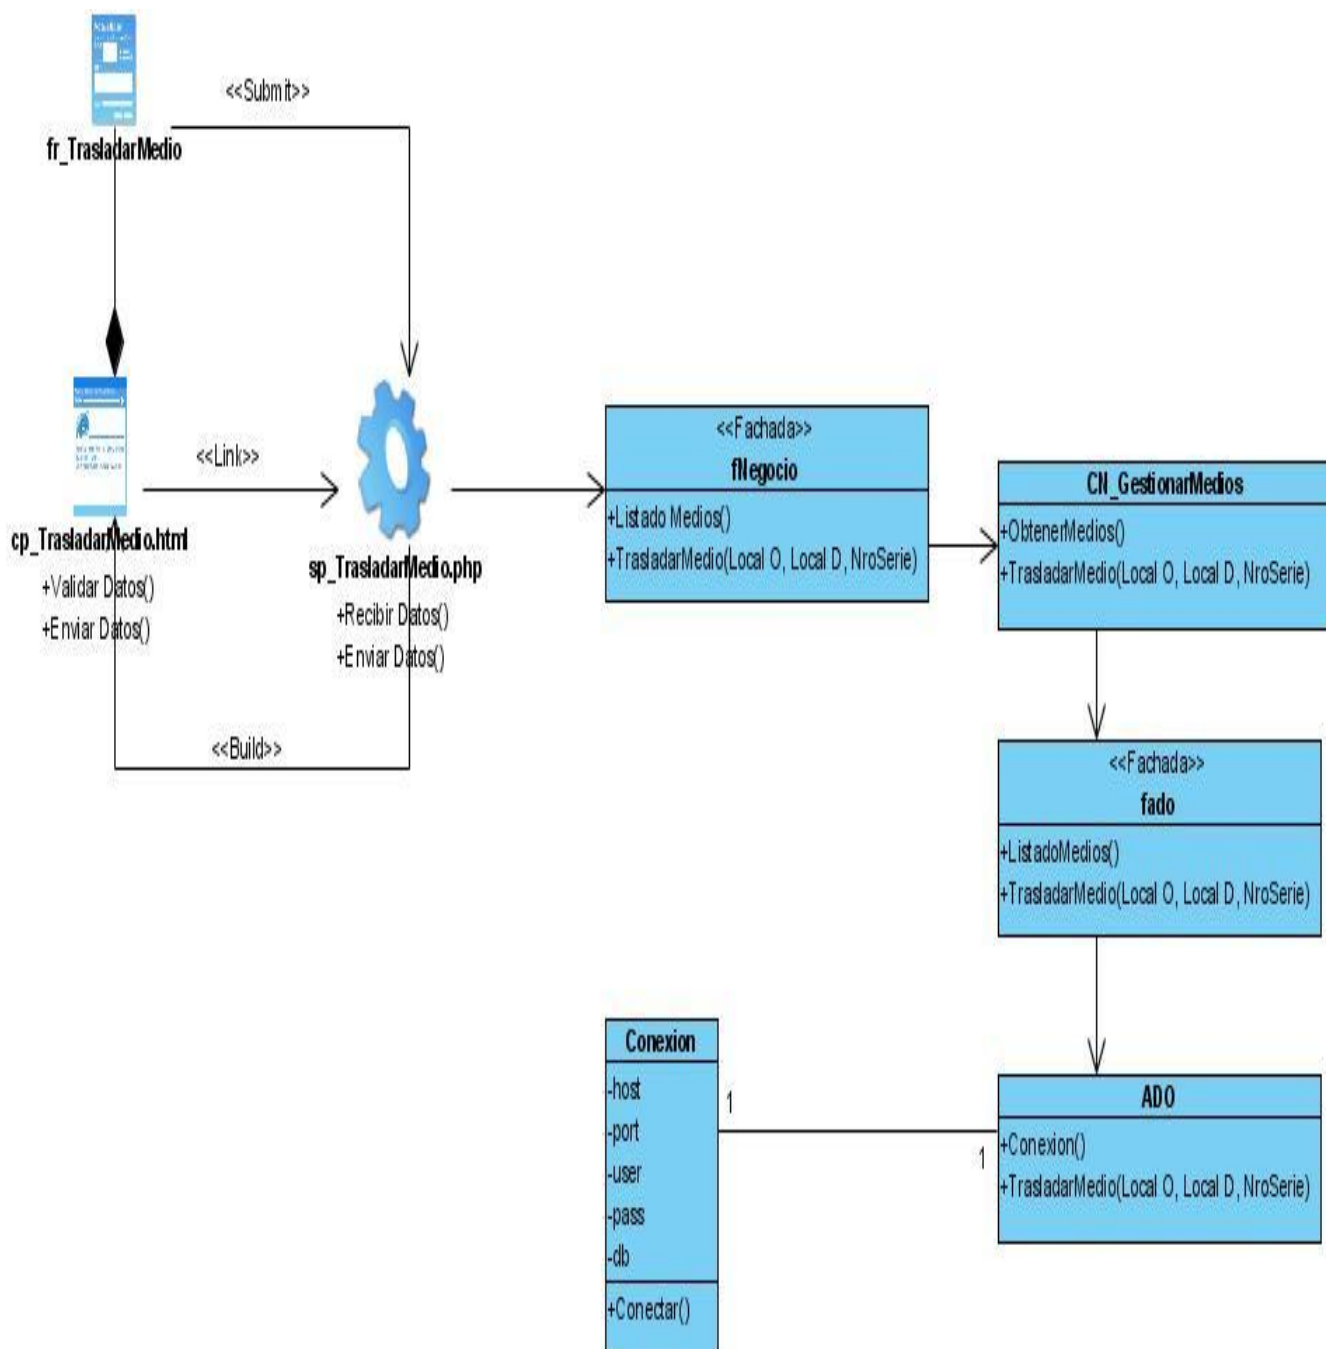 <<Submit>>
fr_TrasladarMedio
<<Link>>
cp_TrasladarMedio.html
+Validar Datos()
+Enviar Datos()
sp_TrasladarMedio.php
+Recibir Datos()
+Enviar Datos()
<<Build>>
<<Fachada>>
fNegocio
+Listado Medios()
+TrasladarMedio(Local O, Local D, NroSerie)
CN_GestionarMedios
+ObtenerMedios()
+TrasladarMedio(Local O, Local D, NroSerie)
<<Fachada>>
fado
+ListadoMedios()
+TrasladarMedio(Local O, Local D, NroSerie)
Conexion
-host
-port
-user
-pass
-db
+Conectar()
1
1
ADO
+Conexion()
+TrasladarMedio(Local O, Local D, NroSerie)